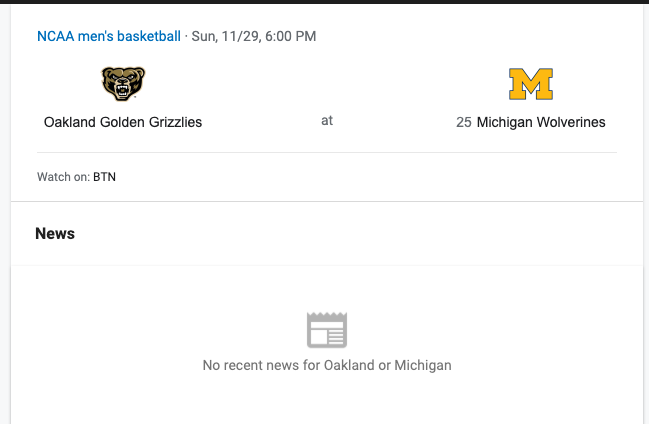 NCAA men's basketball · Sun, 11/29, 6:00 PM
M
Oakland Golden Grizzlies at 25 Michigan Wolverines
Watch on: BTN
News
No recent news for Oakland or Michigan